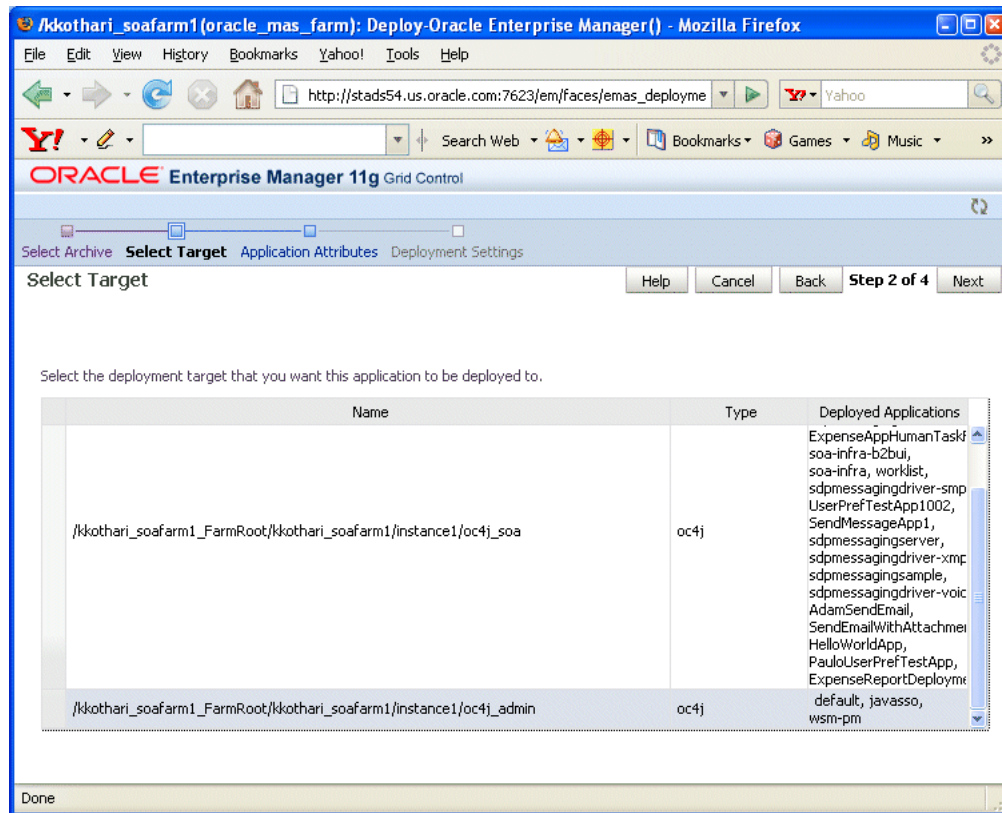 /kkothari_soafarm1(oracle_mas_farm): Deploy-Oracle Enterprise Manager() - Mozilla Firefox
File Edit View History Bookmarks Yahoo! Tools Help
http://stads54.us.oracle.com:7623/em/faces/emas_deployme Yahoo
Y! Search Web Bookmarks Games Music »
ORACLE Enterprise Manager 11g Grid Control
Select Archive Select Target Application Attributes Deployment Settings
Select Target Help Cancel Back Step 2 of 4 Next
Select the deployment target that you want this application to be deployed to.
Name Type Deployed Applications
ExpenseAppHumanTaskF
soa-infra-b2bui,
soa-infra, worklist,
sdpmessagingdriver-smp
UserPrefTestApp1002,
/kkothari_soafarm1_FarmRoot/kkothari_soafarm1/instance1/oc4j_soa oc4j SendMessageApp1,
sdpmessagingserver,
sdpmessagingdriver-xmp
sdpmessagingsample,
sdpmessagingdriver-voic
AdamSendEmail,
SendEmailWithAttachmen
HelloWorldApp,
PauloUserPrefTestApp,
ExpenseReportDeployme
/kkothari_soafarm1_FarmRoot/kkothari_soafarm1/instance1/oc4j_admin oc4j default, javasso,
wsm-pm
Done